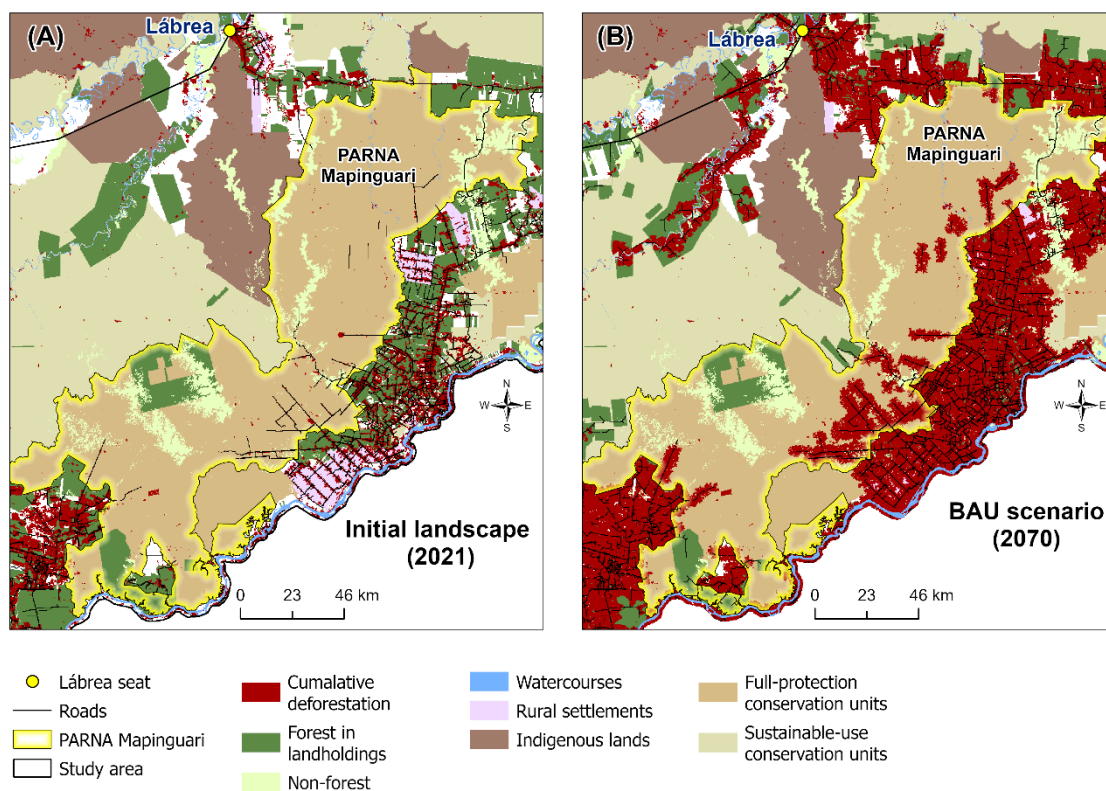 (A)
Lábrea
PARNA
Mapinguari
N
W E
S
Initial landscape
(2021)
0 23 46 km
(B)
Lábrea
PARNA
Mapinguari
N
W E
S
BAU scenario
(2070)
0 23 46 km
Lábrea seat
Roads
PARNA Mapinguari
Study area
Cumalative
deforestation
Forest in
landholdings
Non-forest
Watercourses
Rural settlements
Indigenous lands
Full-protection
conservation units
Sustainable-use
conservation units